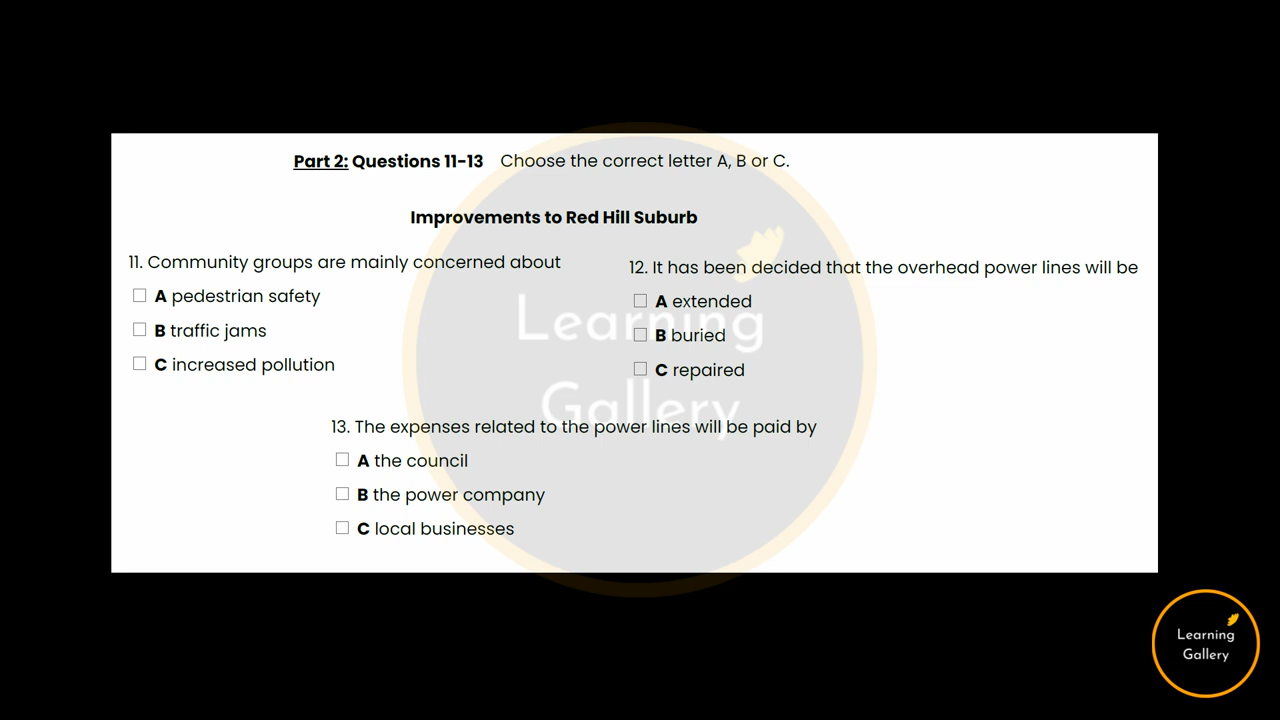 Part 2: Questions 11-13 Choose the correct letter A, B or C.
Improvements to Red Hill Suburb
11. Community groups are mainly concerned about
A pedestrian safety
B traffic jams
C increased pollution
12. It has been decided that the overhead power lines will be
A extended
B buried
C repaired
13. The expenses related to the power lines will be paid by
A the council
B the power company
C local businesses
Learning
Gallery
Learning
Gallery